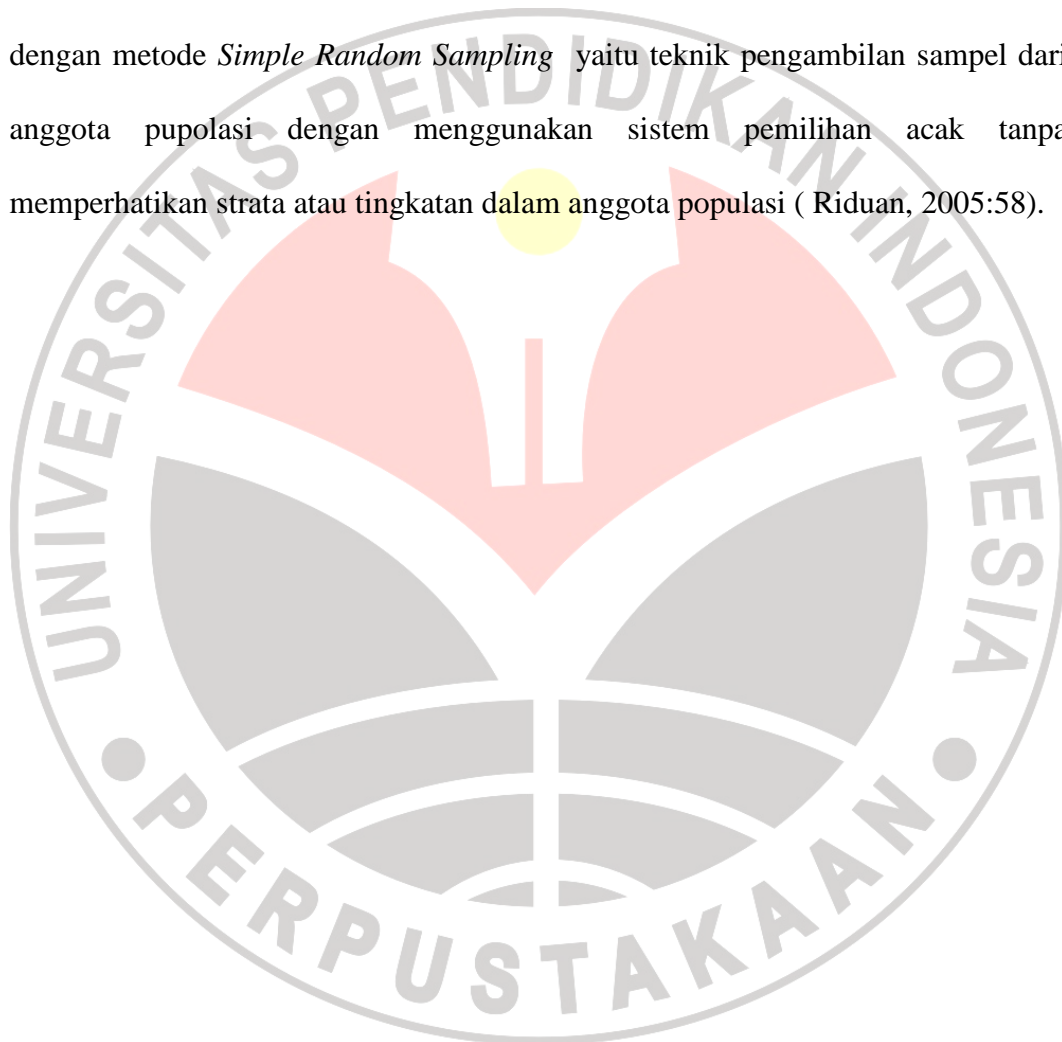 dengan metode Simple Random Sampling yaitu teknik pengambilan sampel dari
anggota pupolasi dengan menggunakan sistem pemilihan acak tanpa
memperhatikan strata atau tingkatan dalam anggota populasi ( Riduan, 2005:58).
UNIVERSITAS PENDIDIKAN INDONESIA
PERPUSTAKAAN